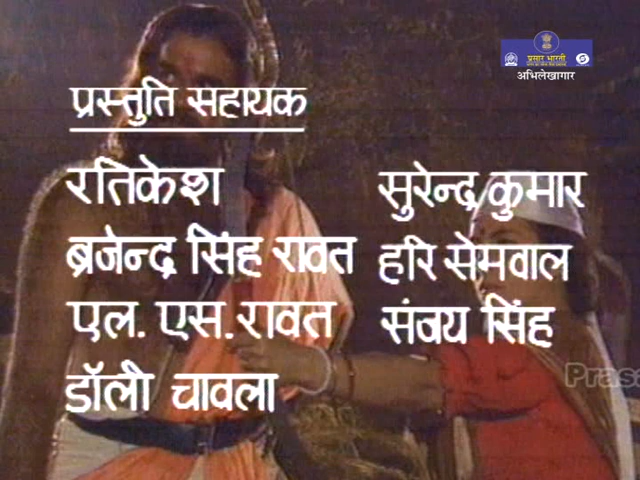 प्रसार भारती
अभिलेखागार
प्रस्तुति सहायक
रतिकेश
ब्रजेन्द्र सिंह रावत
एल. एस. रावत
डॉली चावला
सुरेन्द्र कुमार
हरि सेमवाल
संजय सिंह
Prasa